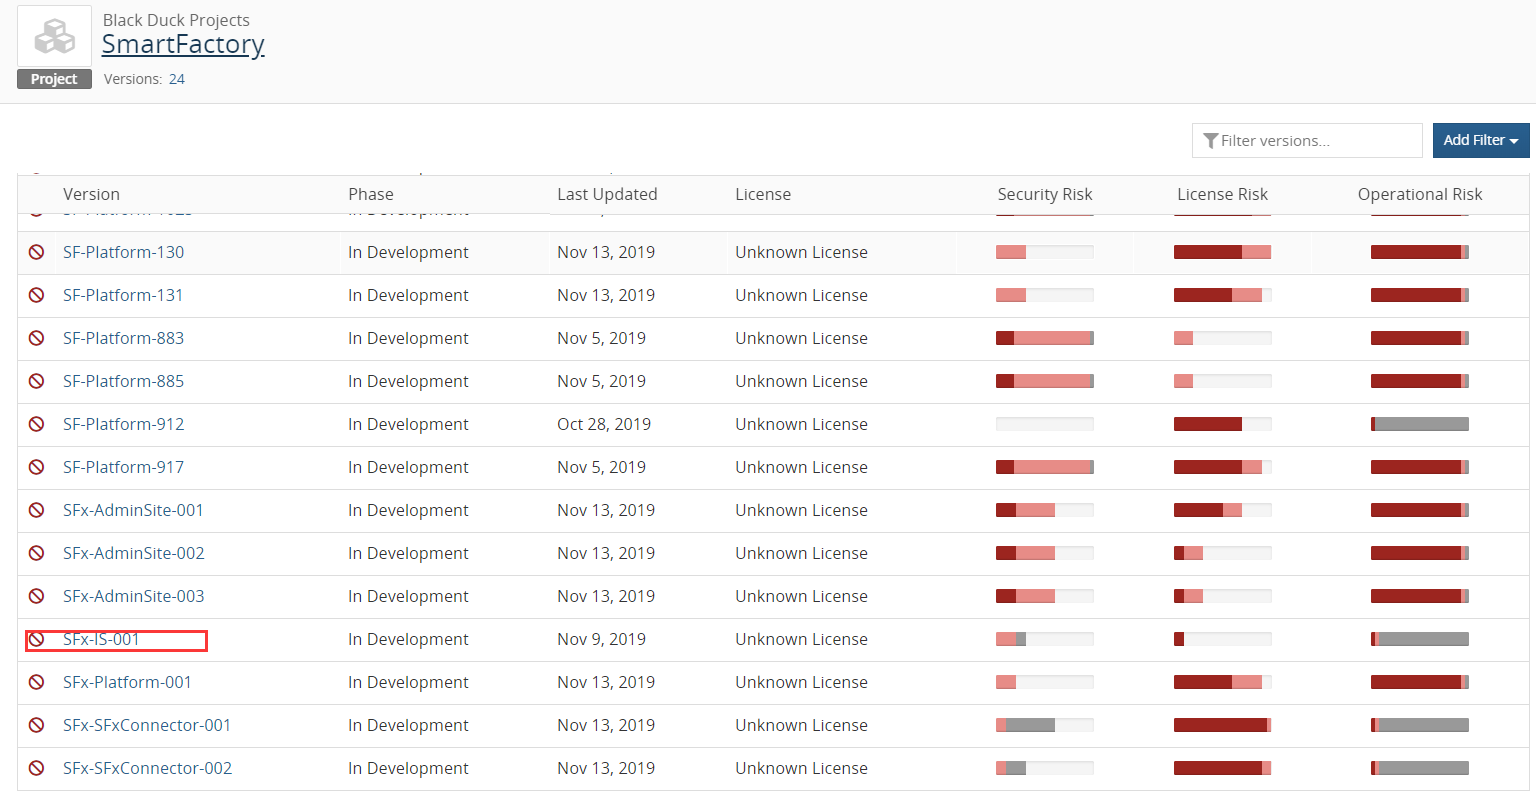 Black Duck Projects
SmartFactory
Project Versions: 24
Filter versions... Add Filter
Version Phase Last Updated License Security Risk License Risk Operational Risk
SF-Platform-130 In Development Nov 13, 2019 Unknown License
SF-Platform-131 In Development Nov 13, 2019 Unknown License
SF-Platform-883 In Development Nov 5, 2019 Unknown License
SF-Platform-885 In Development Nov 5, 2019 Unknown License
SF-Platform-912 In Development Oct 28, 2019 Unknown License
SF-Platform-917 In Development Nov 5, 2019 Unknown License
SFx-AdminSite-001 In Development Nov 13, 2019 Unknown License
SFx-AdminSite-002 In Development Nov 13, 2019 Unknown License
SFx-AdminSite-003 In Development Nov 13, 2019 Unknown License
SFx-IS-001 In Development Nov 9, 2019 Unknown License
SFx-Platform-001 In Development Nov 13, 2019 Unknown License
SFx-SFxConnector-001 In Development Nov 13, 2019 Unknown License
SFx-SFxConnector-002 In Development Nov 13, 2019 Unknown License